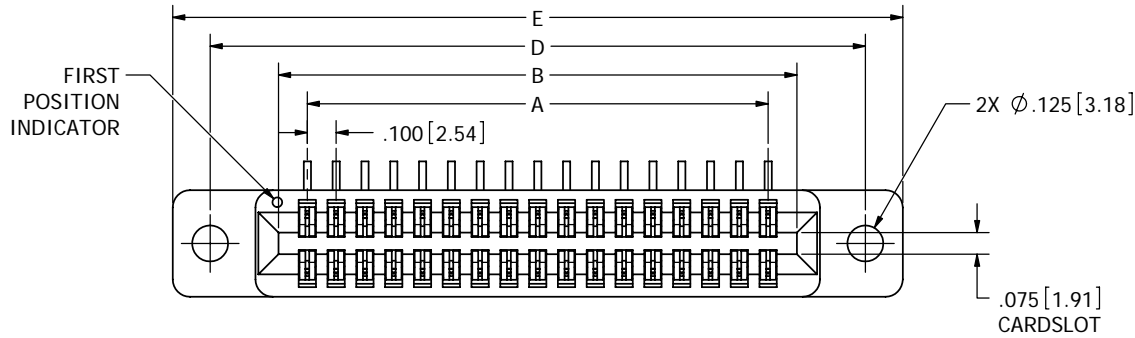 E
D
FIRST
POSITION
INDICATOR
B
A
2X Ø.125[3.18]
.100[2.54]
.075[1.91]
CARDSLOT